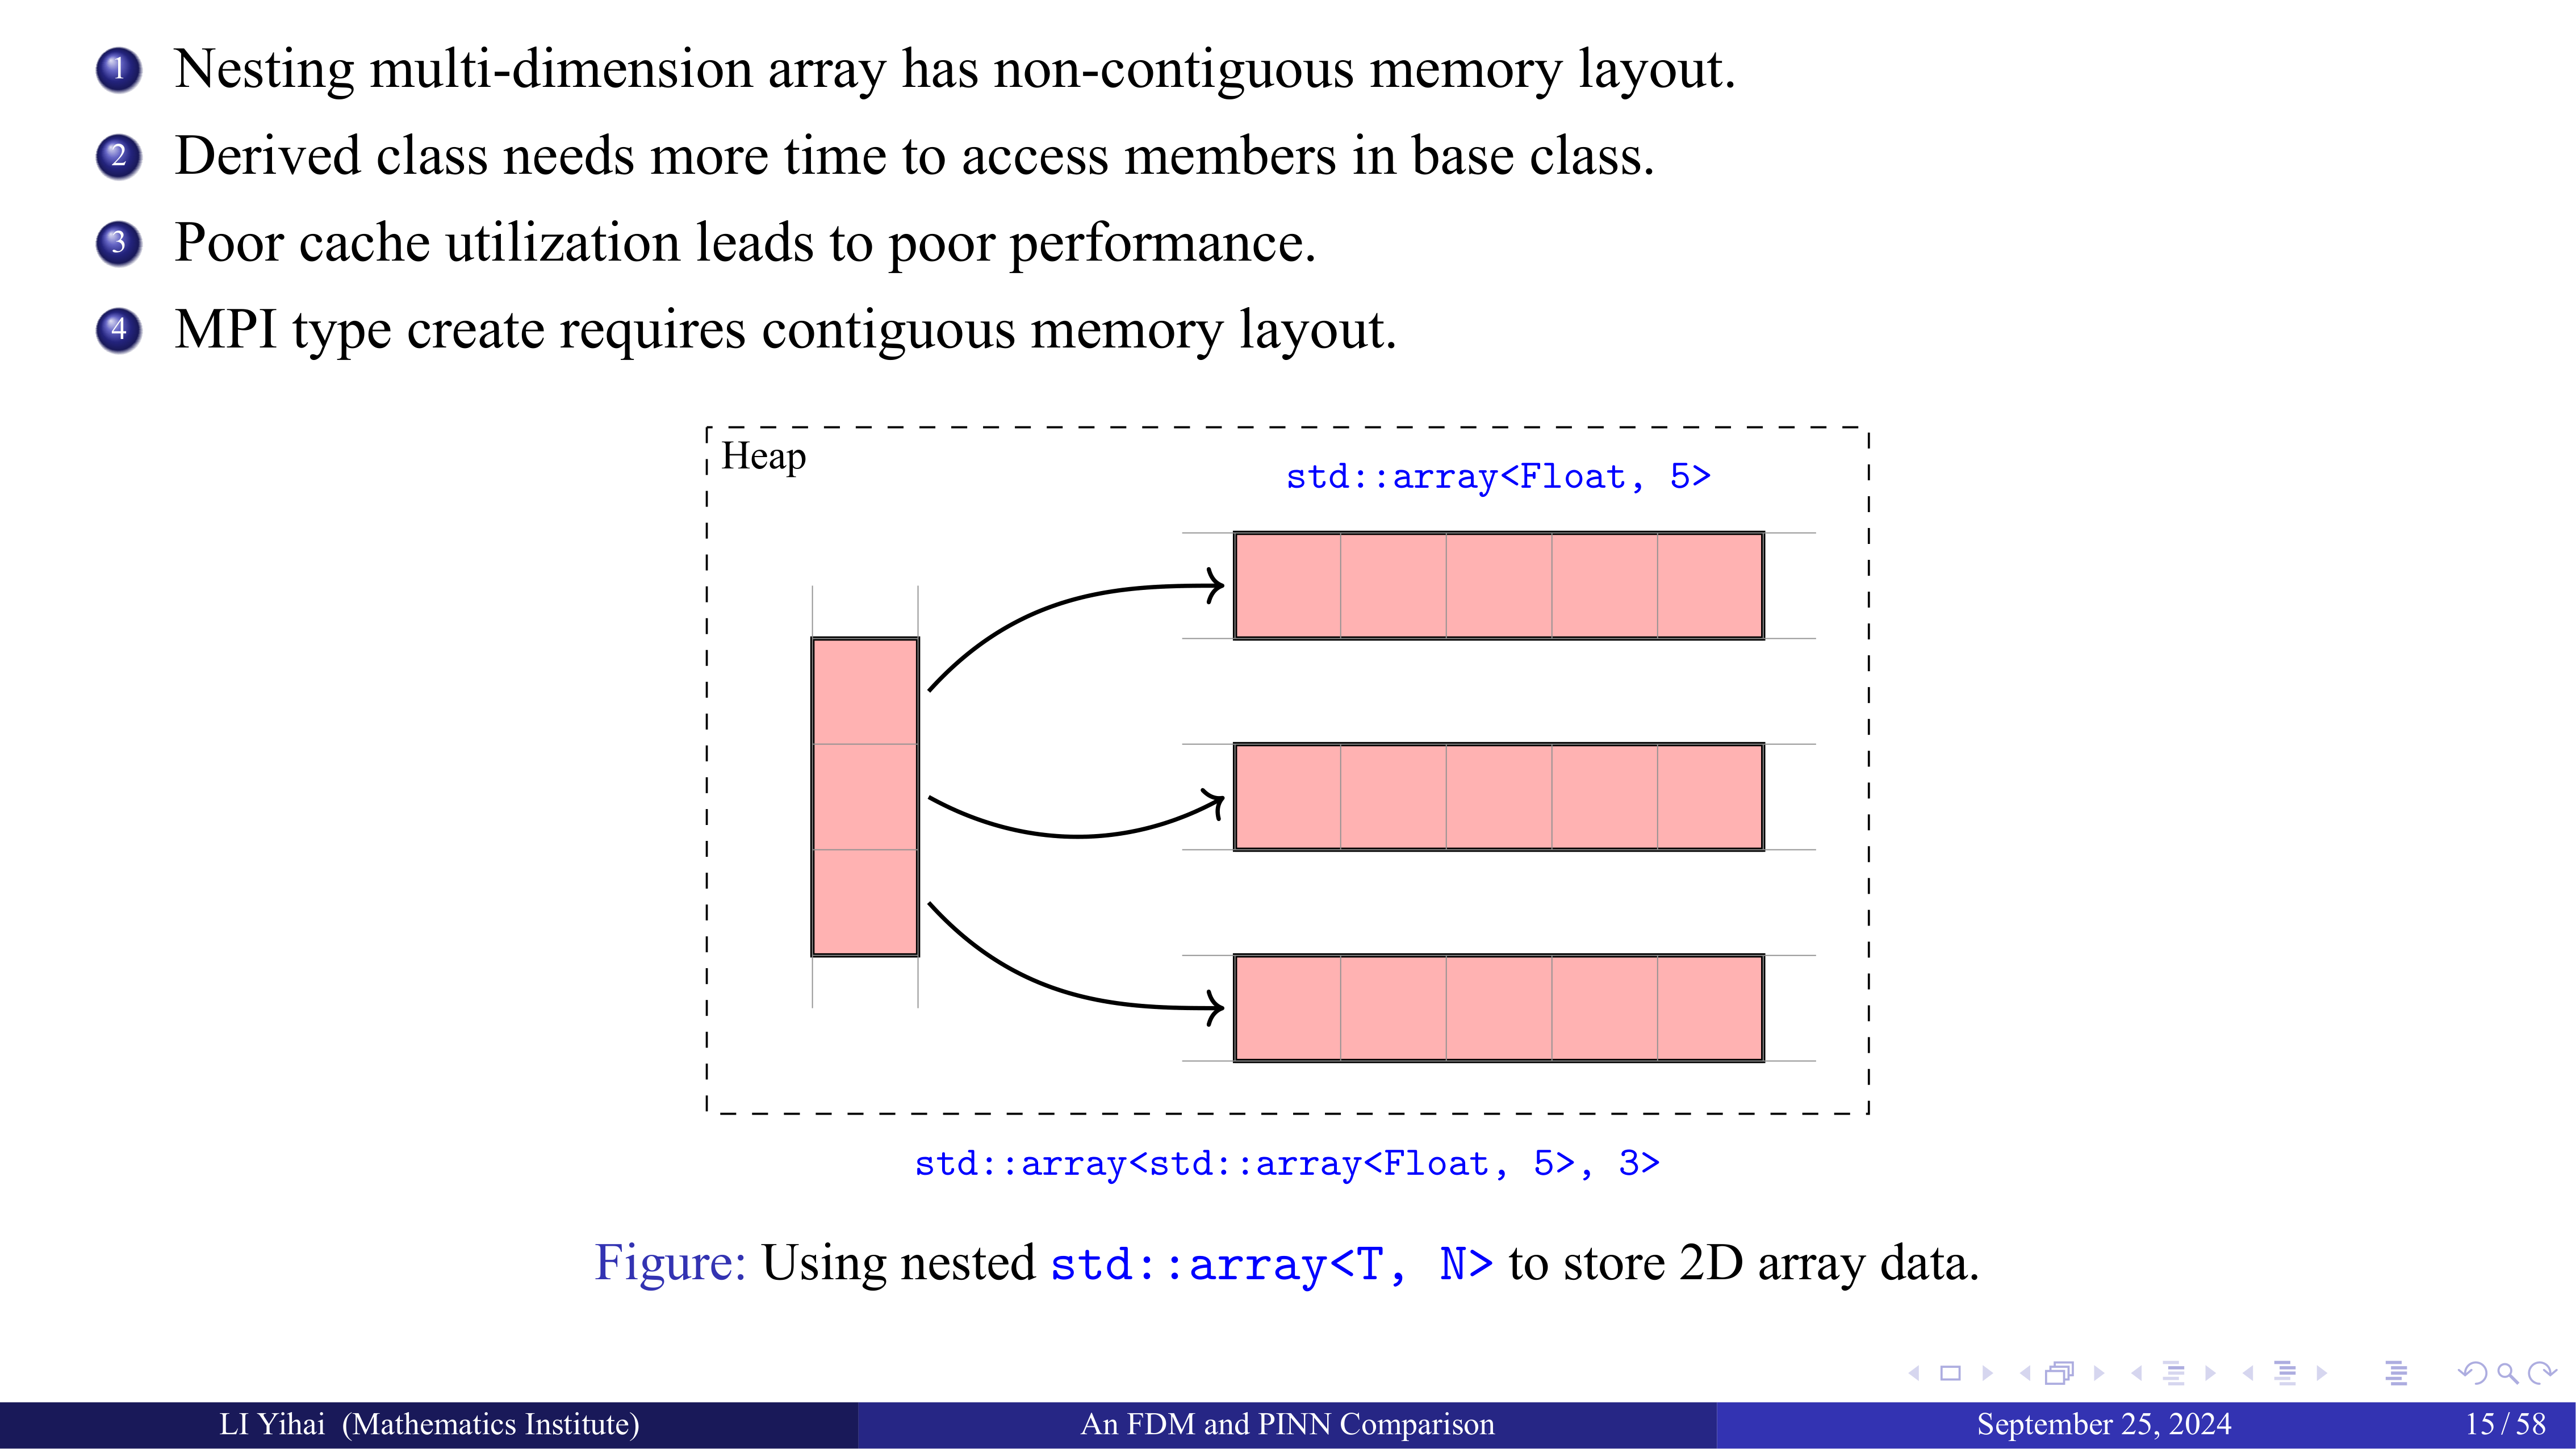 1 Nesting multi-dimension array has non-contiguous memory layout.
2 Derived class needs more time to access members in base class.
3 Poor cache utilization leads to poor performance.
4 MPI type create requires contiguous memory layout.
Heap
std::array<Float, 5>
std::array<std::array<Float, 5>, 3>
Figure: Using nested std::array<T, N> to store 2D array data.
LI Yihai (Mathematics Institute) An FDM and PINN Comparison September 25, 2024 15 / 58